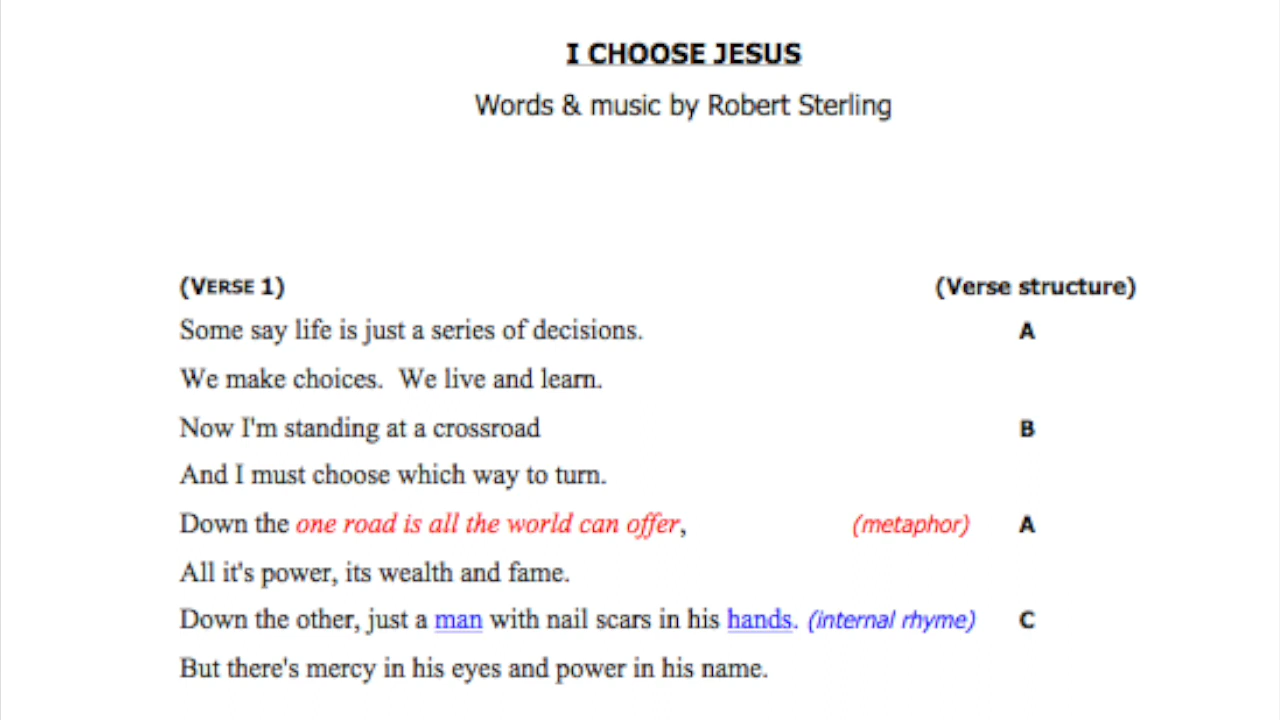 I CHOOSE JESUS
Words & music by Robert Sterling
(VERSE 1) (Verse structure)
Some say life is just a series of decisions. A
We make choices.  We live and learn.
Now I'm standing at a crossroad B
And I must choose which way to turn.
Down the one road is all the world can offer, (metaphor) A
All it's power, its wealth and fame.
Down the other, just a man with nail scars in his hands. (internal rhyme) C
But there's mercy in his eyes and power in his name.